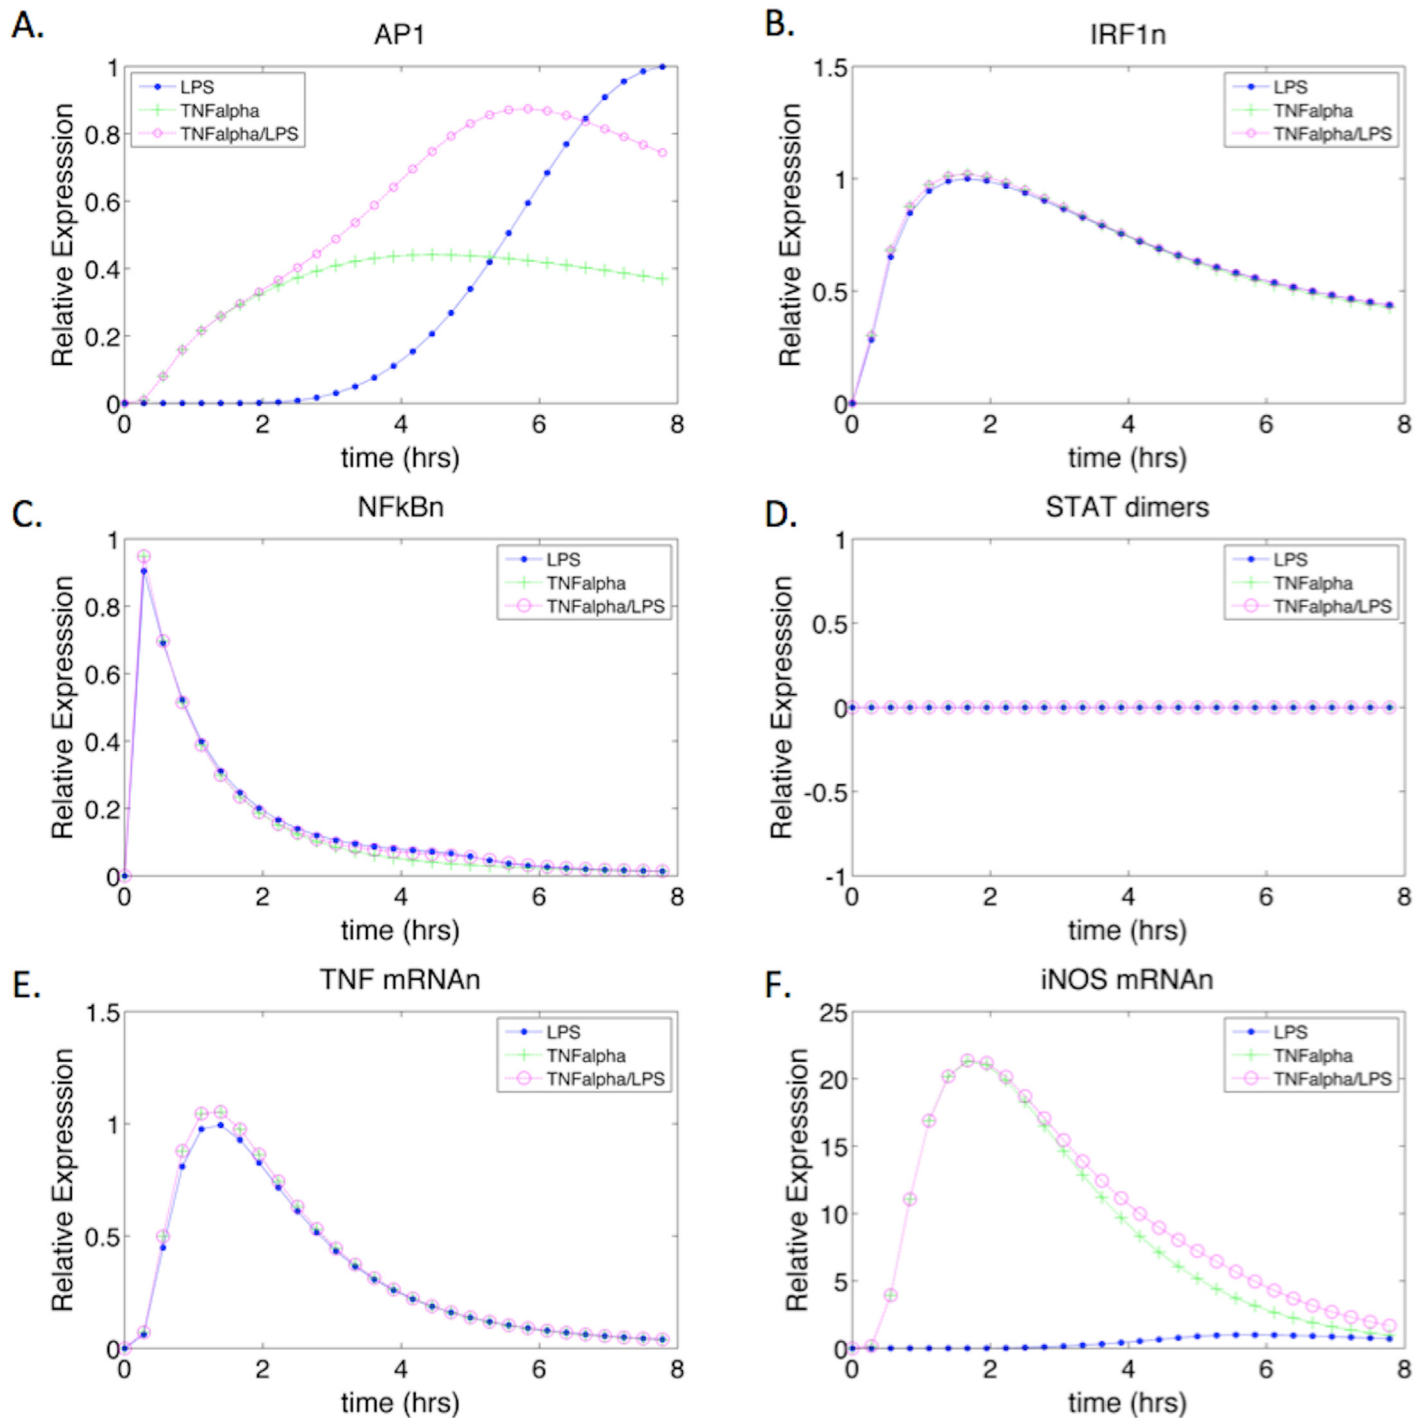 A.
AP1
Relative Expresssion
1
0.8
0.6
0.4
0.2
0
LPS
TNFalpha
TNFalpha/LPS
0 2 4 6 8
time (hrs)
B.
IRF1n
Relative Expresssion
1.5
1
0.5
0
LPS
TNFalpha
TNFalpha/LPS
0 2 4 6 8
time (hrs)
C.
NFkBn
Relative Expresssion
1
0.8
0.6
0.4
0.2
0
LPS
TNFalpha
TNFalpha/LPS
0 2 4 6 8
time (hrs)
D.
STAT dimers
Relative Expresssion
1
0.5
0
-0.5
-1
LPS
TNFalpha
TNFalpha/LPS
0 2 4 6 8
time (hrs)
E.
TNF mRNAn
Relative Expresssion
1.5
1
0.5
0
LPS
TNFalpha
TNFalpha/LPS
0 2 4 6 8
time (hrs)
F.
iNOS mRNAn
Relative Expresssion
25
20
15
10
5
0
LPS
TNFalpha
TNFalpha/LPS
0 2 4 6 8
time (hrs)